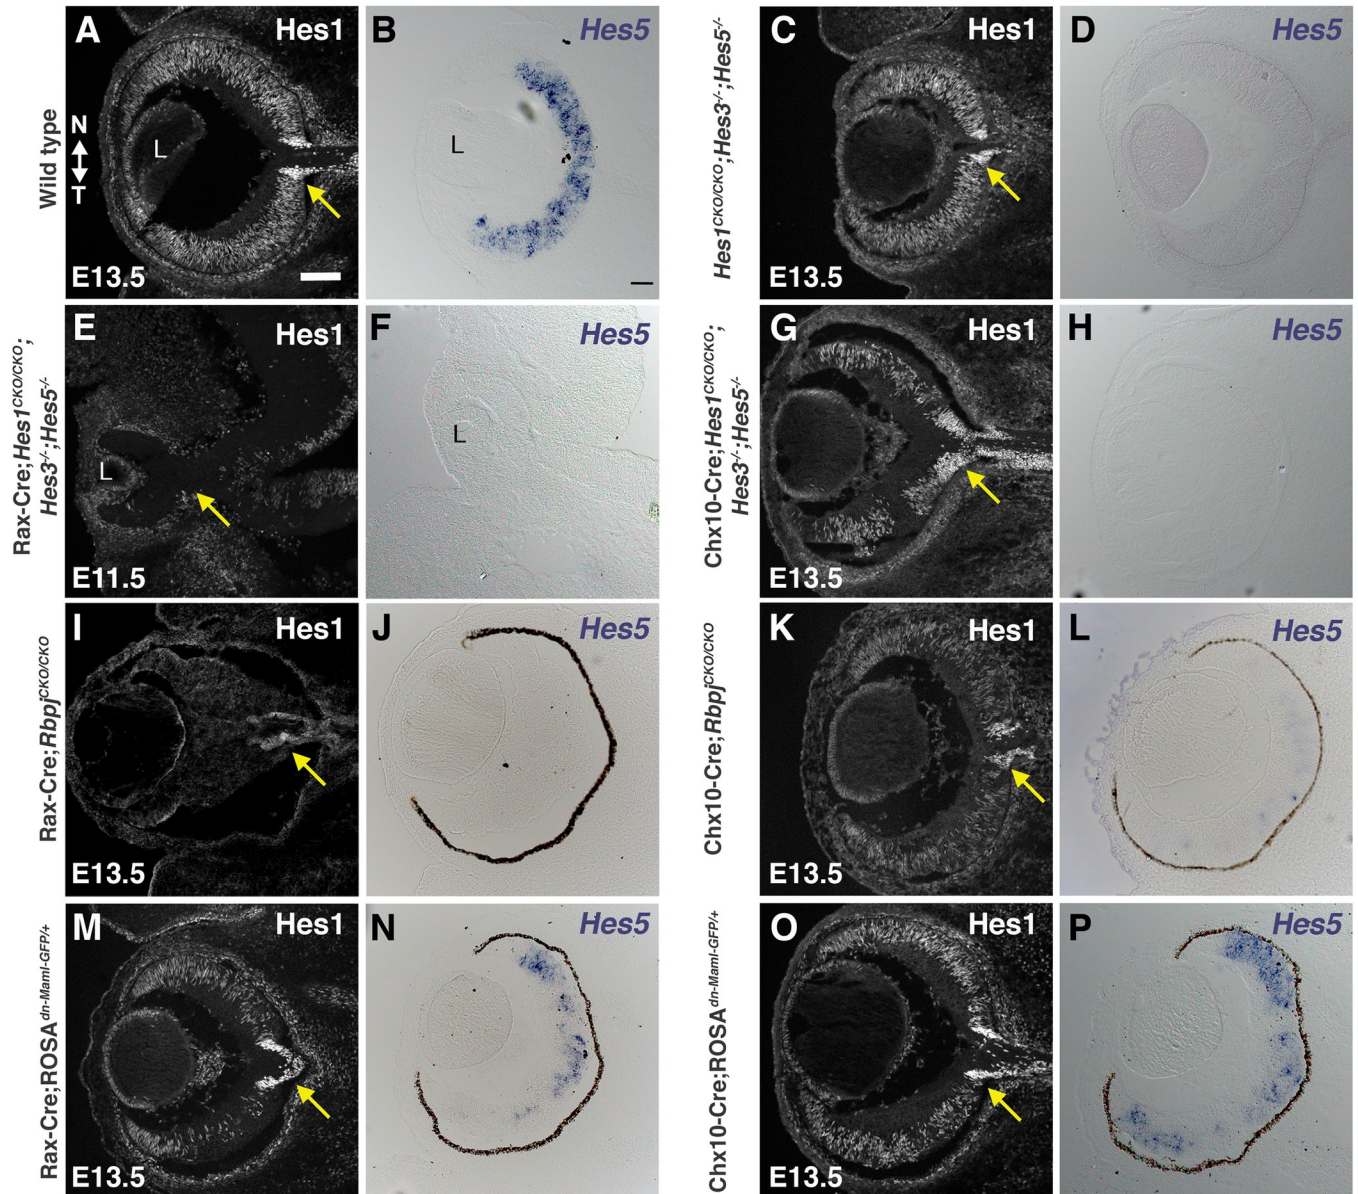 Wild type
A
Hes1
N
T
L
E13.5
B
Hes5
L
Hes1CKO/CKO;Hes3-/-;Hes5-/-
C
Hes1
E13.5
D
Hes5
Rax-Cre;Hes1CKO/CKO;
Hes3-/-;Hes5-/-
E
Hes1
L
E11.5
F
Hes5
L
Chx10-Cre;Hes1CKO/CKO;
Hes3-/-;Hes5-/-
G
Hes1
E13.5
H
Hes5
Rax-Cre;RbpjCKO/CKO
I
Hes1
E13.5
J
Hes5
Chx10-Cre;RbpjCKO/CKO
K
Hes1
E13.5
L
Hes5
Rax-Cre;ROSAdn-Maml-GFP/+
M
Hes1
E13.5
N
Hes5
Chx10-Cre;ROSAdn-Maml-GFP/+
O
Hes1
E13.5
P
Hes5